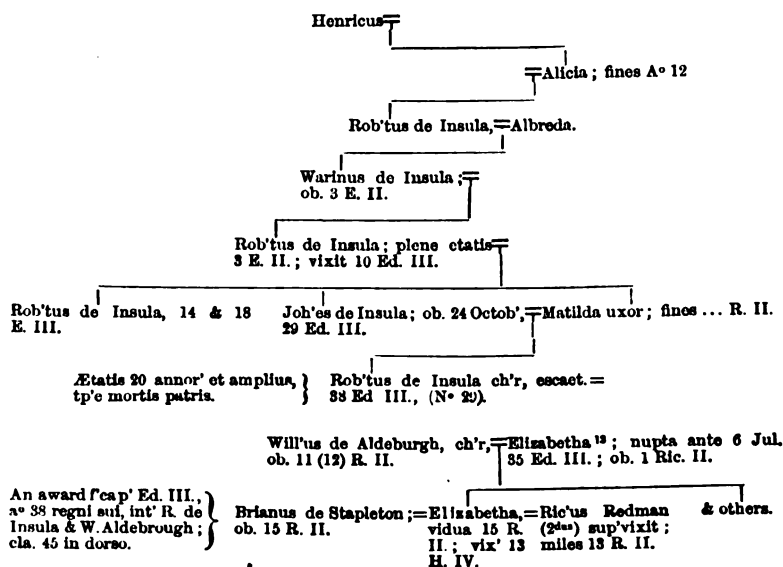 Henricus
Alicia; fines Aº 12
Rob'tus de Insula, Albreda.
Warinus de Insula;
ob. 3 E. II.
Rob'tus de Insula; plene etatis
3 E. II.; vixit 10 Ed. III.
Rob'tus de Insula, 14 & 18
E. III.
Joh'es de Insula; ob. 24 Octob',
29 Ed. III.
Matilda uxor; fines ... R. II
Ætatis 20 annor' et amplius,
tp'e mortis patris.
Rob'tus de Insula ch'r, escaet. =
38 Ed III., (Nº 29).
Will'us de Aldeburgh, ch'r,
ob. 11 (12) R. II.
Elizabetha 13; nupta ante 6 Jul.
35 Ed. III.; ob. 1 Ric. II.
An award f'cap' Ed. III.,
aº 38 regni sui, int' R. de
Insula & W. Aldebrough;
cla. 45 in dorso.
Brianus de Stapleton; =
ob. 15 R. II.
Elizabetha, =
vidua 15 R.
II.; vix' 13
H. IV.
Ric'us Redman
(2dus) sup'vixit;
miles 13 R. II.
& others.